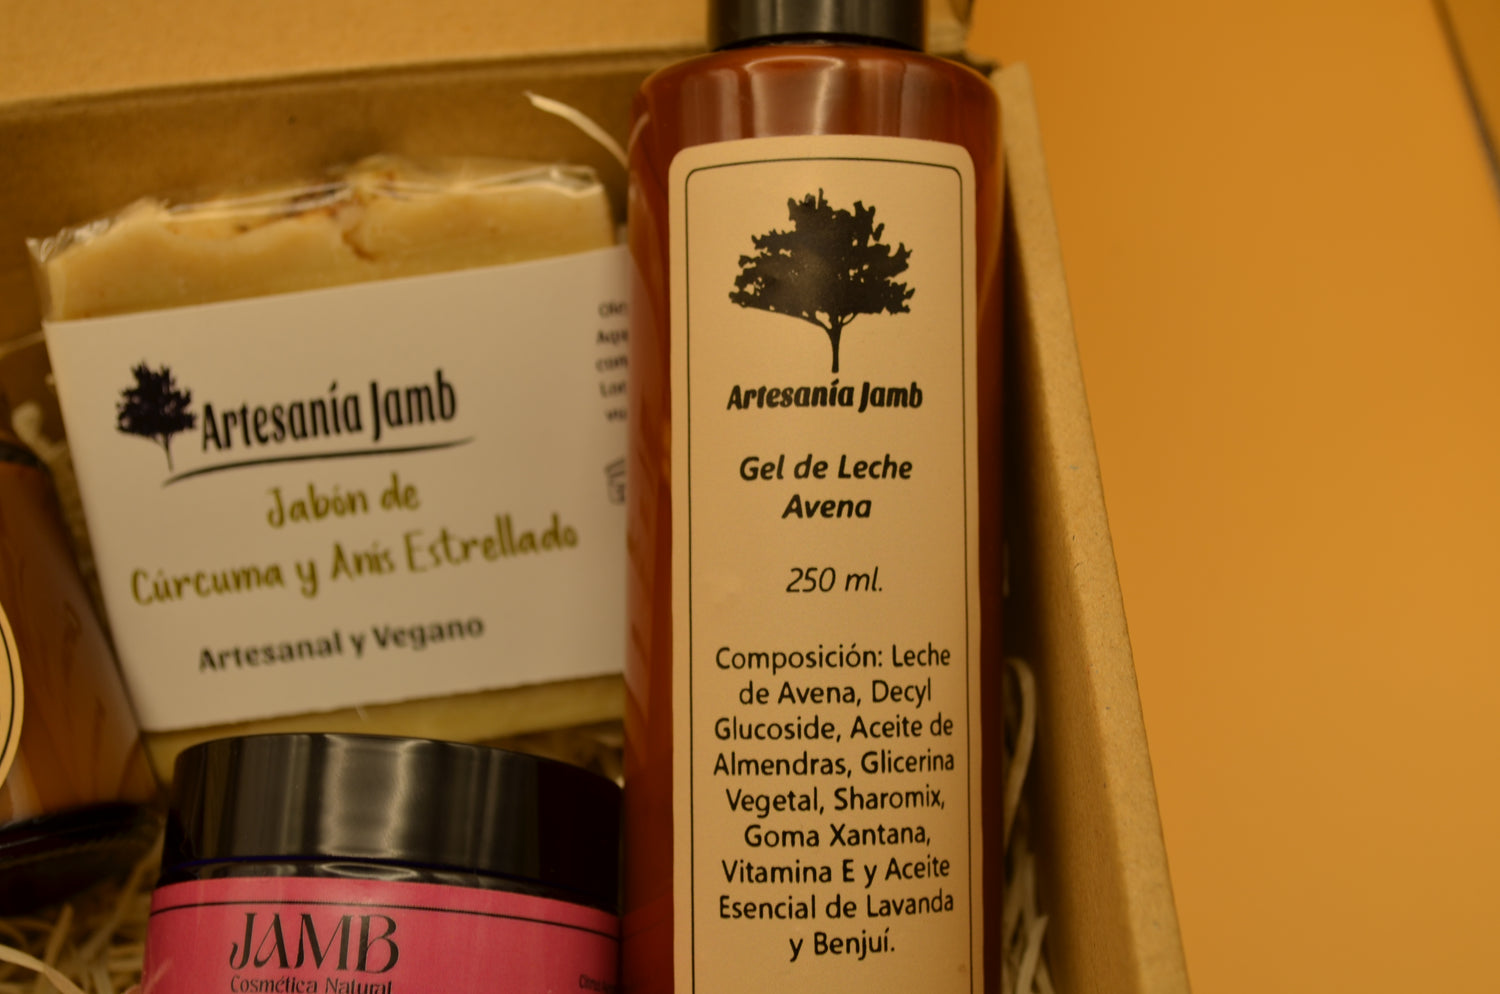 Artesanía Jamb
Jabón de
Cúrcuma y Anís Estrellado
Artesanal y Vegano
Artesanía Jamb
Gel de Leche
Avena
250 ml.
Composición: Leche
de Avena, Decyl
Glucoside, Aceite de
Almendras, Glicerina
Vegetal, Sharomix,
Goma Xantana,
Vitamina E y Aceite
Esencial de Lavanda
y Benjuí.
JAMB
Cosmética Natural